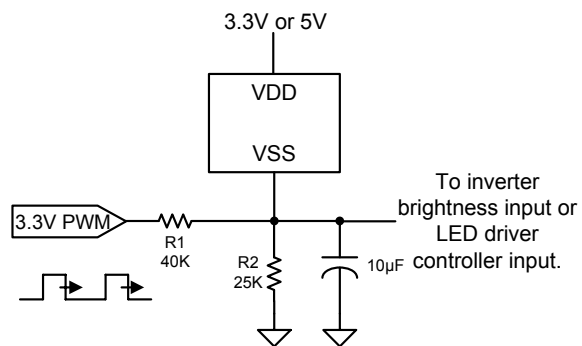 3.3V or 5V
VDD
VSS
3.3V PWM
R1
40K
R2
25K
10µF
To inverter
brightness input or
LED driver
controller input.